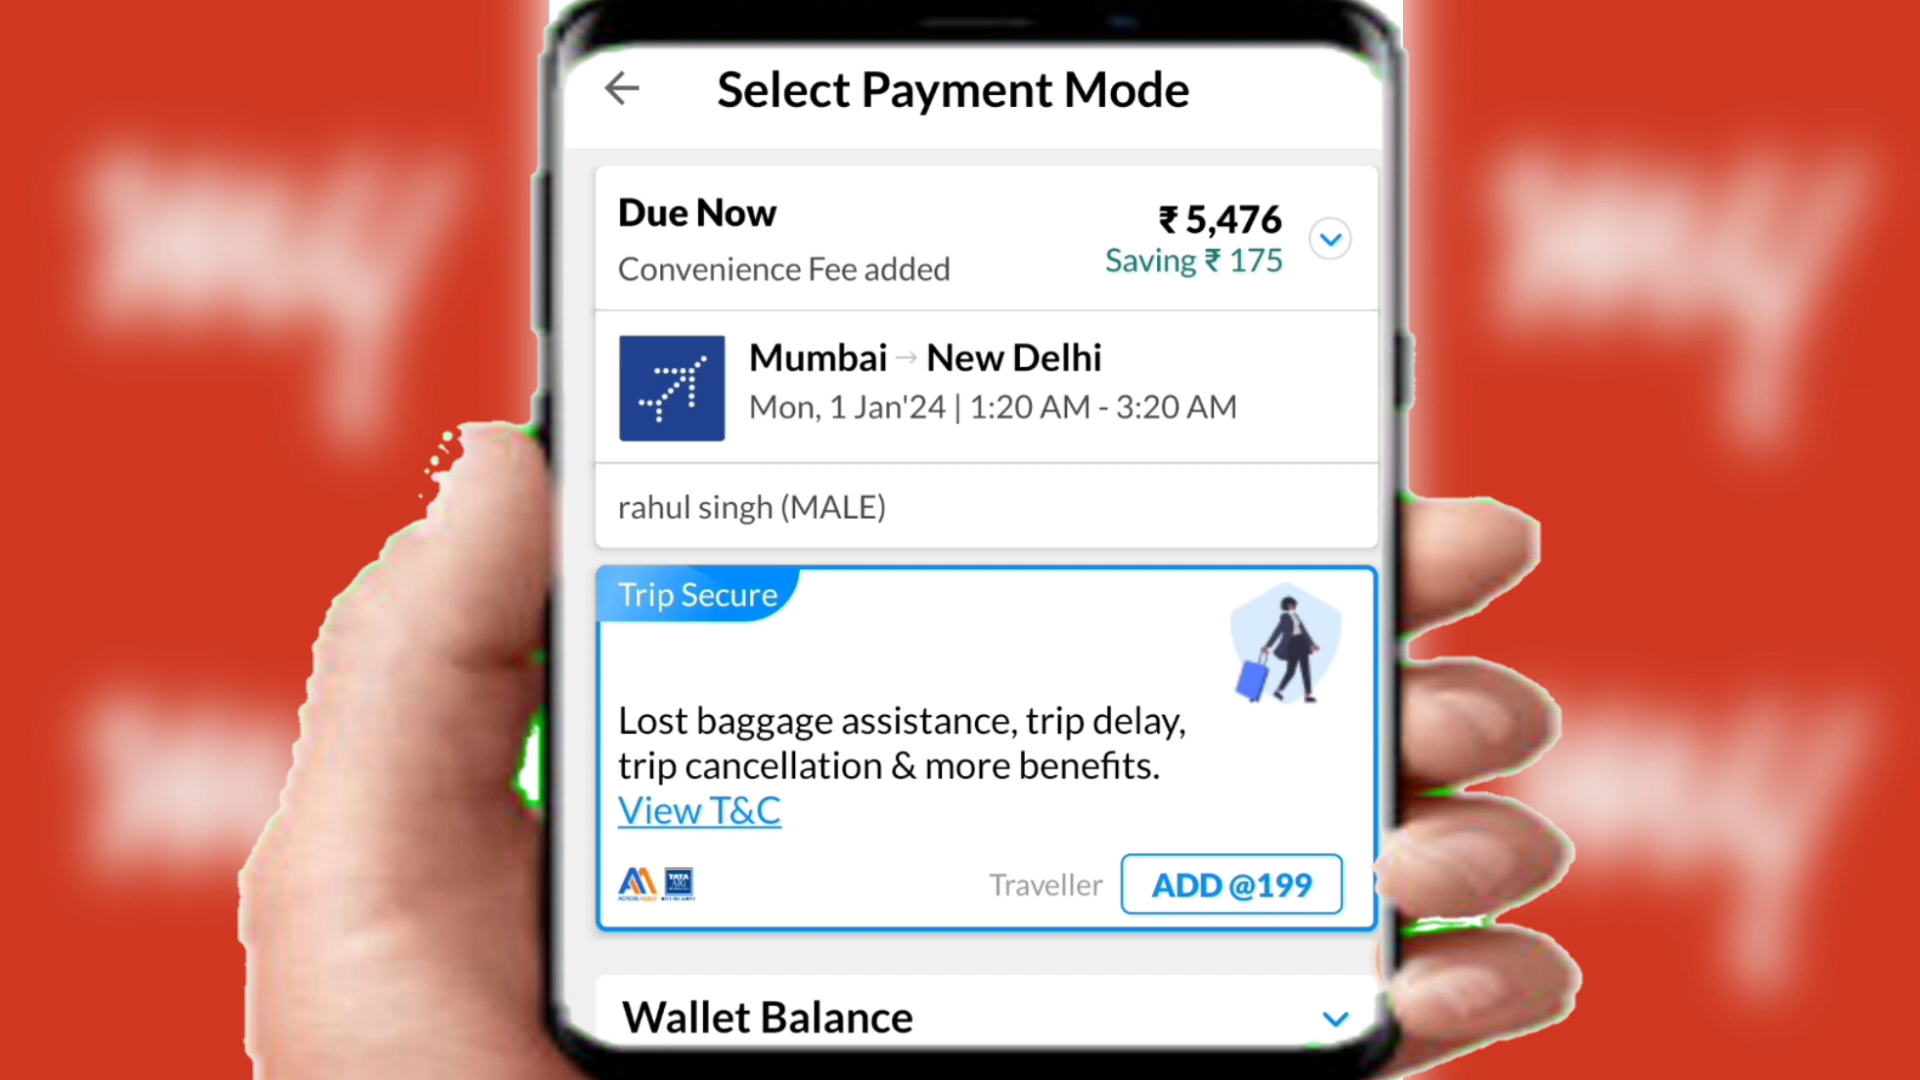 Select Payment Mode
Due Now
₹ 5,476
Convenience Fee added
Saving ₹ 175
Mumbai → New Delhi
Mon, 1 Jan'24 | 1:20 AM - 3:20 AM
rahul singh (MALE)
Trip Secure
Lost baggage assistance, trip delay,
trip cancellation & more benefits.
View T&C
TATA
AIG
Traveller
ADD @199
Wallet Balance